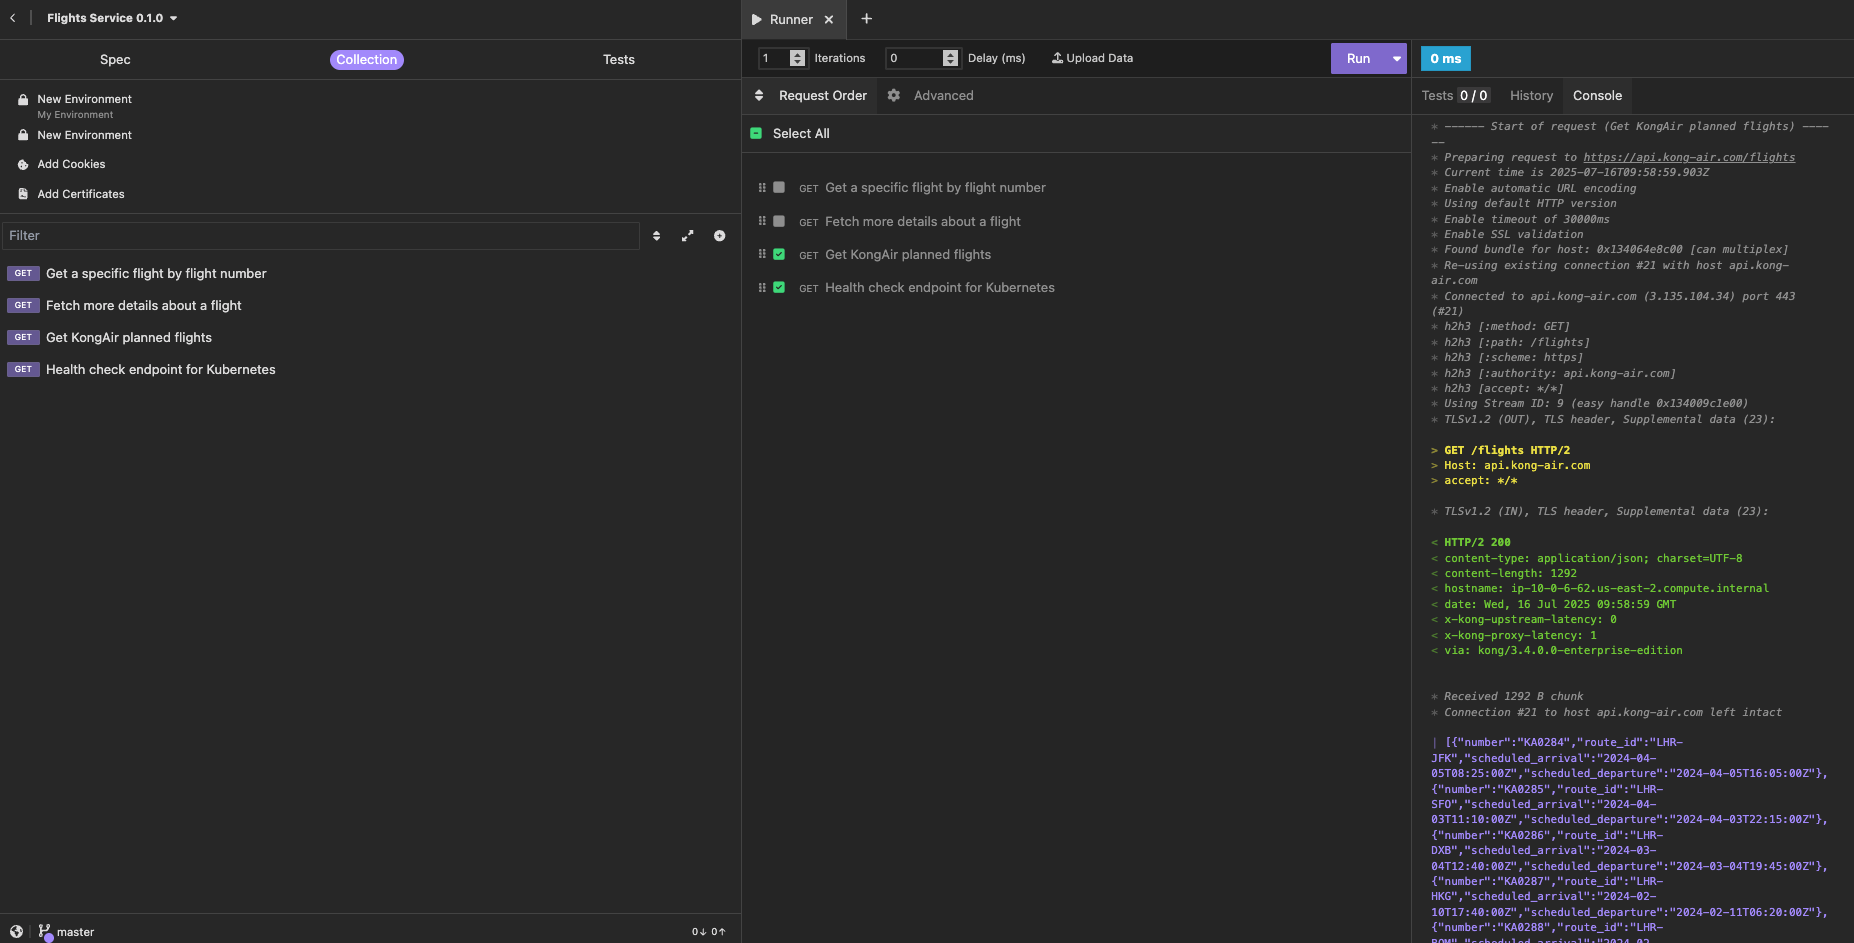 Flights Service 0.1.0
Spec
Collection
Tests
New Environment
My Environment
New Environment
Add Cookies
Add Certificates
Filter
GET Get a specific flight by flight number
GET Fetch more details about a flight
GET Get KongAir planned flights
GET Health check endpoint for Kubernetes
master
0↓ 0↑
Runner
1 Iterations
0 Delay (ms)
Upload Data
Run
Request Order
Advanced
Select All
GET Get a specific flight by flight number
GET Fetch more details about a flight
GET Get KongAir planned flights
GET Health check endpoint for Kubernetes
0 ms
Tests 0 / 0
History
Console
* ------ Start of request (Get KongAir planned flights) ----
--
* Preparing request to https://api.kong-air.com/flights
* Current time is 2025-07-16T09:58:59.903Z
* Enable automatic URL encoding
* Using default HTTP version
* Enable timeout of 30000ms
* Enable SSL validation
* Found bundle for host: 0x134064e8c00 [can multiplex]
* Re-using existing connection #21 with host api.kong-
air.com
* Connected to api.kong-air.com (3.135.104.34) port 443
(#21)
* h2h3 [:method: GET]
* h2h3 [:path: /flights]
* h2h3 [:scheme: https]
* h2h3 [:authority: api.kong-air.com]
* h2h3 [accept: */*]
* Using Stream ID: 9 (easy handle 0x134009c1e00)
* TLSv1.2 (OUT), TLS header, Supplemental data (23):
> GET /flights HTTP/2
> Host: api.kong-air.com
> accept: */*
* TLSv1.2 (IN), TLS header, Supplemental data (23):
< HTTP/2 200
< content-type: application/json; charset=UTF-8
< content-length: 1292
< hostname: ip-10-0-6-62.us-east-2.compute.internal
< date: Wed, 16 Jul 2025 09:58:59 GMT
< x-kong-upstream-latency: 0
< x-kong-proxy-latency: 1
< via: kong/3.4.0.0-enterprise-edition
* Received 1292 B chunk
* Connection #21 to host api.kong-air.com left intact
| [{"number":"KA0284","route_id":"LHR-
JFK","scheduled_arrival":"2024-04-
05T08:25:00Z","scheduled_departure":"2024-04-05T16:05:00Z"},
{"number":"KA0285","route_id":"LHR-
SFO","scheduled_arrival":"2024-04-
03T11:10:00Z","scheduled_departure":"2024-04-03T22:15:00Z"},
{"number":"KA0286","route_id":"LHR-
DXB","scheduled_arrival":"2024-03-
04T12:40:00Z","scheduled_departure":"2024-03-04T19:45:00Z"},
{"number":"KA0287","route_id":"LHR-
HKG","scheduled_arrival":"2024-02-
10T17:40:00Z","scheduled_departure":"2024-02-11T06:20:00Z"},
{"number":"KA0288","route_id":"LHR-
BOM","scheduled_arrival":"2024-02-